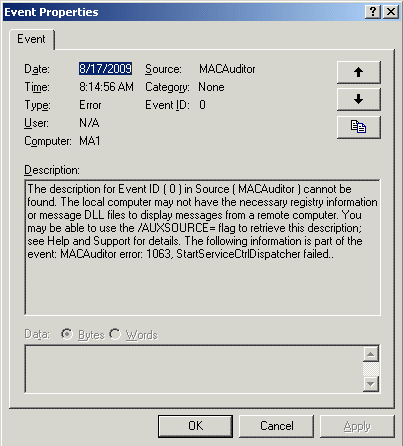 Event Properties
Event
Date: 8/17/2009 Source: MACAuditor
Time: 8:14:56 AM Category: None
Type: Error Event ID: 0
User: N/A
Computer: MA1
Description:
The description for Event ID ( 0 ) in Source ( MACAuditor ) cannot be
found. The local computer may not have the necessary registry information
or message DLL files to display messages from a remote computer. You
may be able to use the /AUXSOURCE= flag to retrieve this description;
see Help and Support for details. The following information is part of the
event: MACAuditor error: 1063, StartServiceCtrlDispatcher failed..
Data: Bytes Words
OK Cancel Apply